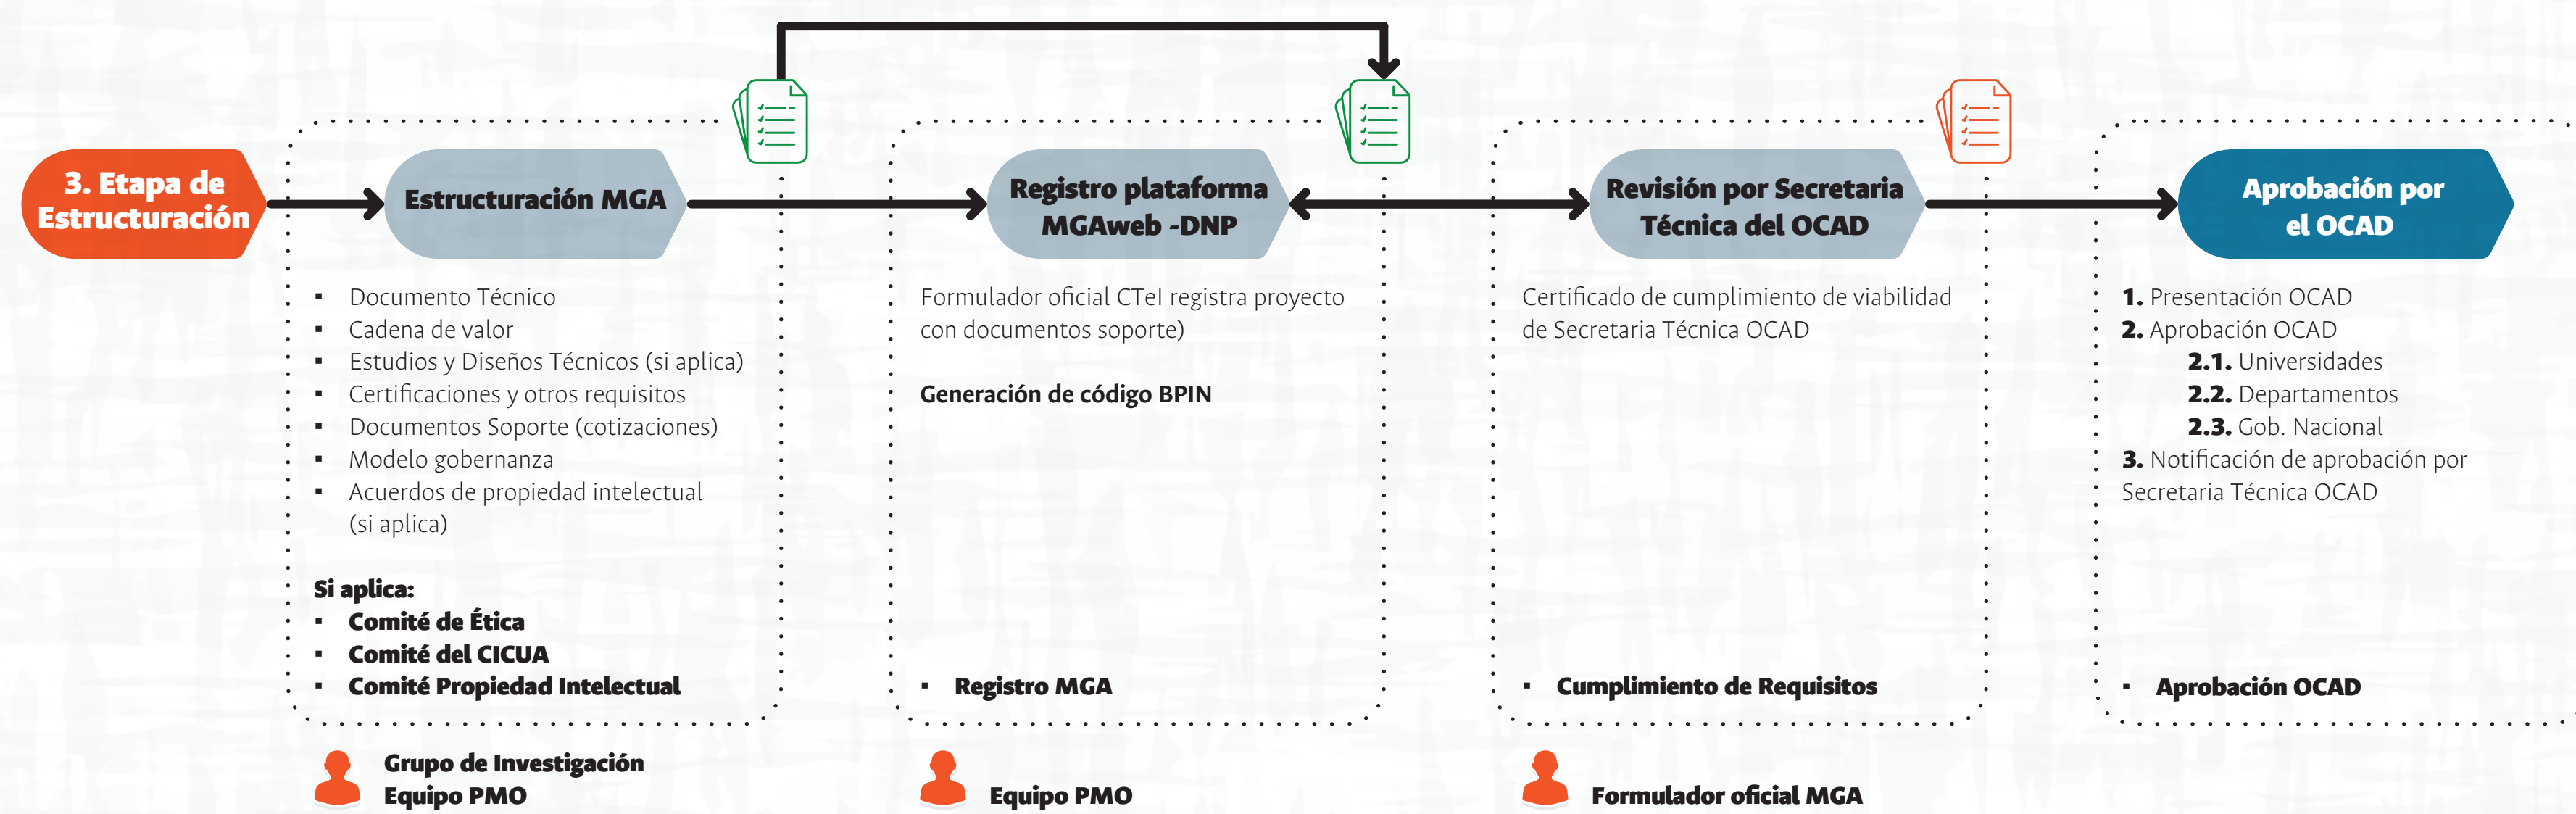 3. Etapa de
Estructuración
Estructuración MGA
▪ Documento Técnico
▪ Cadena de valor
▪ Estudios y Diseños Técnicos (si aplica)
▪ Certificaciones y otros requisitos
▪ Documentos Soporte (cotizaciones)
▪ Modelo gobernanza
▪ Acuerdos de propiedad intelectual
(si aplica)
Si aplica:
▪ Comité de Ética
▪ Comité del CICUA
▪ Comité Propiedad Intelectual
Grupo de Investigación
Equipo PMO
Registro plataforma
MGAweb -DNP
Formulador oficial CTeI registra proyecto
con documentos soporte)
Generación de código BPIN
▪ Registro MGA
Equipo PMO
Revisión por Secretaria
Técnica del OCAD
Certificado de cumplimiento de viabilidad
de Secretaria Técnica OCAD
▪ Cumplimiento de Requisitos
Formulador oficial MGA
Aprobación por
el OCAD
1. Presentación OCAD
2. Aprobación OCAD
2.1. Universidades
2.2. Departamentos
2.3. Gob. Nacional
3. Notificación de aprobación por
Secretaria Técnica OCAD
▪ Aprobación OCAD